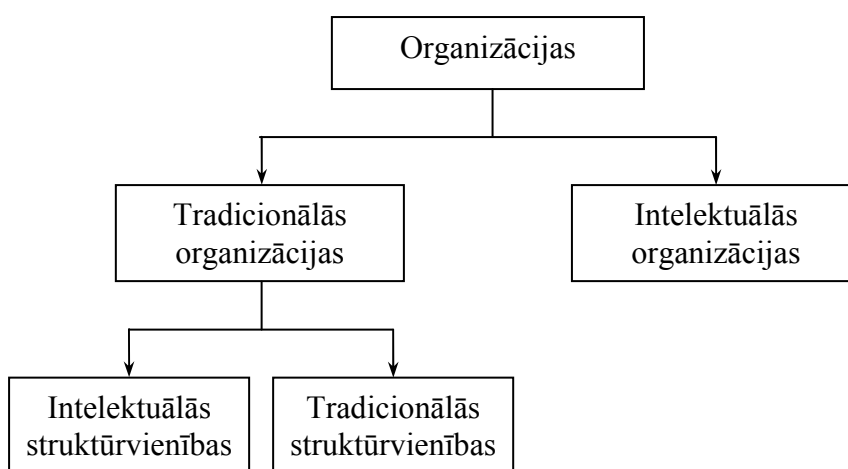 Organizācijas
Tradicionālās
organizācijas
Intelektuālās
organizācijas
Intelektuālās
struktūrvienības
Tradicionālās
struktūrvienības